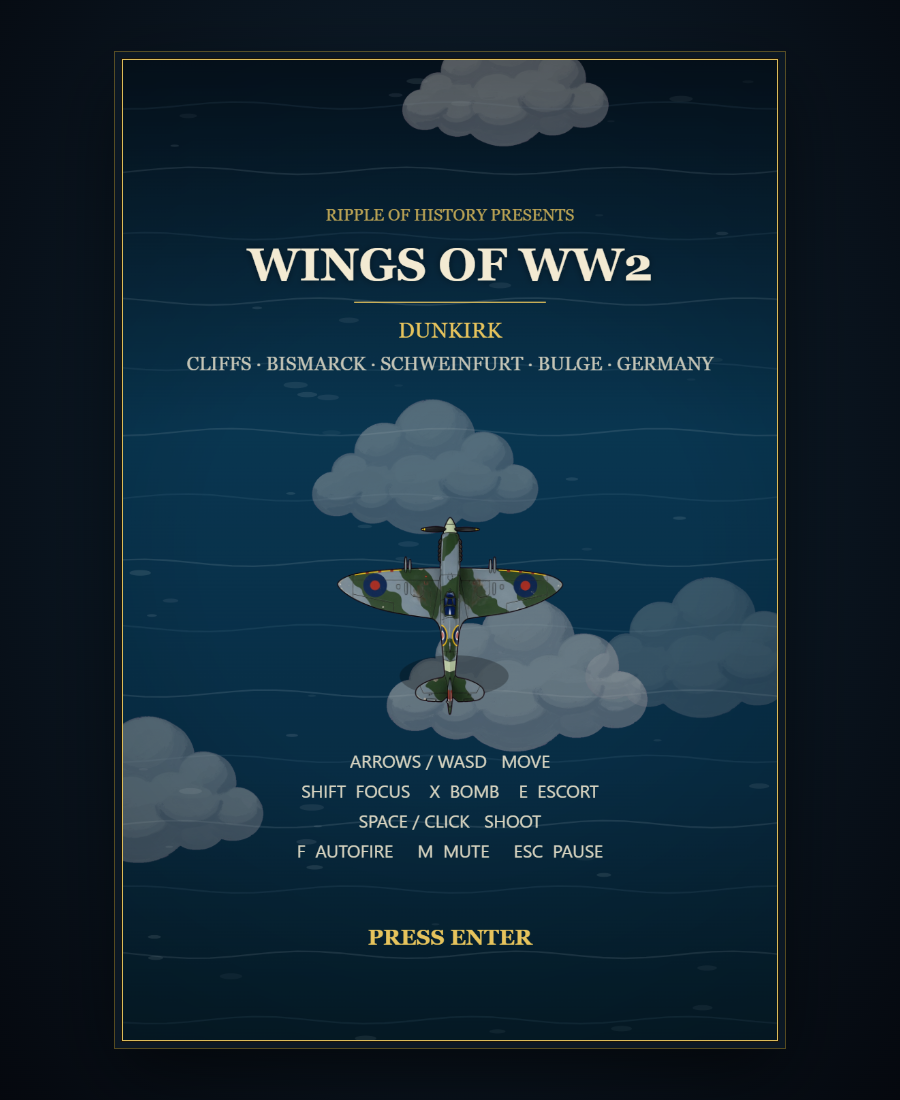 RIPPLE OF HISTORY PRESENTS
WINGS OF WW2
DUNKIRK
CLIFFS · BISMARCK · SCHWEINFURT · BULGE · GERMANY
ARROWS / WASD MOVE
SHIFT FOCUS X BOMB E ESCORT
SPACE / CLICK SHOOT
F AUTOFIRE M MUTE ESC PAUSE
PRESS ENTER